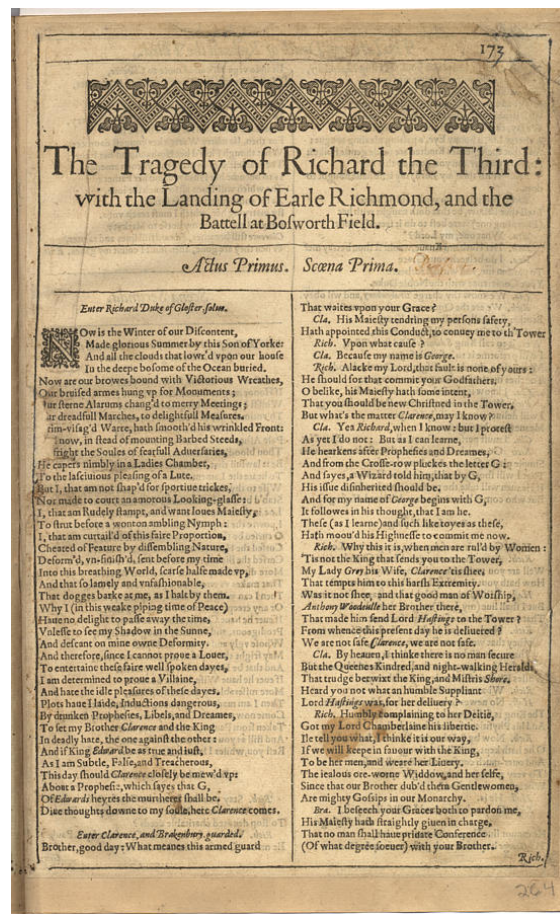 173
The Tragedy of Richard the Third:
with the Landing of Earle Richmond, and the
Battell at Bosworth Field.
Actus Primus. Scœna Prima.
Enter Richard Duke of Gloster, solus.
NOw is the Winter of our Discontent,
Made glorious Summer by this Son of Yorke:
And all the clouds that lowr'd vpon our house
In the deepe bosome of the Ocean buried.
Now are our browes bound with Victorious Wreathes,
Our bruised armes hung vp for Monuments;
ur sterne Alarums chang'd to merry Meetings;
ar dreadfull Marches, to delightfull Measures.
rim-visag'd Warre, hath smooth'd his wrinkled Front:
now, in stead of mounting Barbed Steeds,
fright the Soules of fearfull Aduersaries,
He capers nimbly in a Ladies Chamber,
To the lasciuious pleasing of a Lute.
But I, that am not shap'd for sportiue trickes,
Nor made to court an amorous Looking-glasse:
I, that am Rudely stampt, and want loues Maiesty,
To strut before a wonton ambling Nymph:
I, that am curtail'd of this faire Proportion,
Cheated of Feature by dissembling Nature,
Deform'd, vn-finish'd, sent before my time
Into this breathing World, scarse halfe made vp,
And that so lamely and vnfashionable,
That dogges barke at me, as I halt by them.
Why I (in this weake piping time of Peace)
Haue no delight to passe away the time,
Vnlesse to see my Shadow in the Sunne,
And descant on mine owne Deformity.
And therefore, since I cannot proue a Louer,
To entertaine these faire well spoken dayes,
I am determined to proue a Villaine,
And hate the idle pleasures of these dayes.
Plots haue I laide, Inductions dangerous,
By drunken Prophesies, Libels, and Dreames,
To set my Brother Clarence and the King
In deadly hate, the one against the other:
And if King Edward be as true and iust,
As I am Subtle, False, and Treacherous,
This day should Clarence closely be mew'd vp:
About a Prophesie, which sayes that G,
Of Edwards heyres the murtherer shall be.
Diue thoughts downe to my soule, here Clarence comes.
Enter Clarence, and Brakenbury, guarded.
Brother, good day: What meanes this armed guard
That waites vpon your Grace?
Cla. His Maiesty tendring my persons safety,
Hath appointed this Conduct, to conuey me to th'Tower
Rich. Vpon what cause?
Cla. Because my name is George.
Rich. Alacke my Lord, that fault is none of yours:
He should for that commit your Godfathers.
O belike, his Maiesty hath some intent,
That you should be new Christned in the Tower,
But what's the matter Clarence, may I know?
Cla. Yea Richard, when I know: but I protest
As yet I do not: But as I can learne,
He hearkens after Prophesies and Dreames,
And from the Crosse-row pluckes the letter G:
And sayes, a Wizard told him, that by G,
His issue disinherited should be.
And for my name of George begins with G,
It followes in his thought, that I am he.
These (as I learne) and such like toyes as these,
Hath moou'd his Highnesse to commit me now.
Rich. Why this it is, when men are rul'd by Women:
'Tis not the King that sends you to the Tower,
My Lady Grey his Wife, Clarence 'tis shee.
That tempts him to this harsh Extremity.
Was it not shee, and that good man of Worship,
Anthony Woodeulle her Brother there,
That made him send Lord Hastings to the Tower?
From whence this present day he is deliuered?
We are not safe Clarence, we are not safe.
Cla. By heauen, I thinke there is no man secure
But the Queenes Kindred, and night-walking Heralds,
That trudge betwixt the King, and Mistris Shore.
Heard you not what an humble Suppliant
Lord Hastings was, for her deliuery?
Rich. Humbly complaining to her Deitie,
Got my Lord Chamberlaine his libertie.
Ile tell you what, I thinke it is our way,
If we will keepe in fauour with the King,
To be her men, and weare her Liuery.
The iealous ore-worne Widdow, and her selfe,
Since that our Brother dub'd them Gentlewomen,
Are mighty Gossips in our Monarchy.
Bra. I beseech your Graces both to pardon me,
His Maiesty hath straightly giuen in charge,
That no man shall haue priuate Conference
(Of what degree soeuer) with your Brother.
Rich.
264